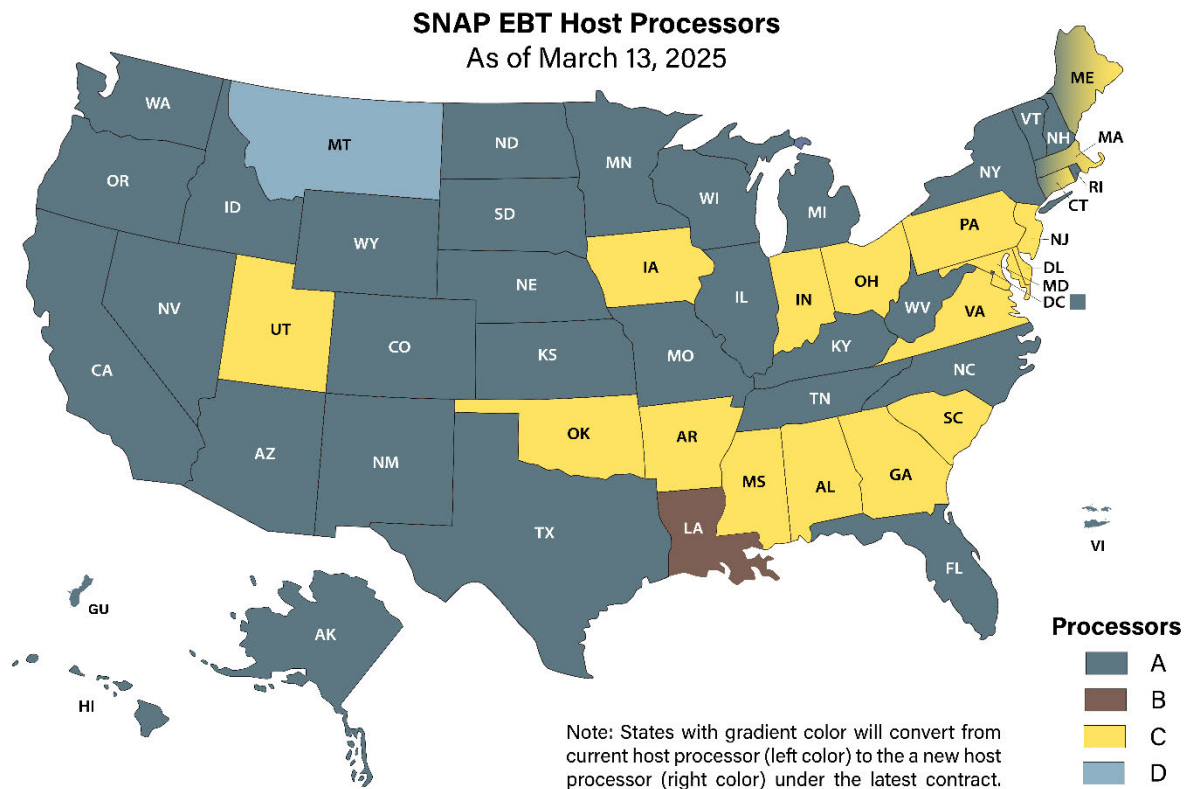 SNAP EBT Host Processors
As of March 13, 2025
WA
OR
ID
MT
WY
ND
SD
NE
MN
WI
MI
IA
IL
IN
OH
PA
NY
VT
NH
ME
MA
RI
CT
NJ
DL
MD
DC
VA
WV
KY
NC
TN
SC
GA
AL
MS
AR
LA
MO
KS
OK
TX
CO
NM
UT
AZ
NV
CA
FL
VI
GU
HI
AK
Processors
A
B
C
D
Note: States with gradient color will convert from
current host processor (left color) to the a new host
processor (right color) under the latest contract.